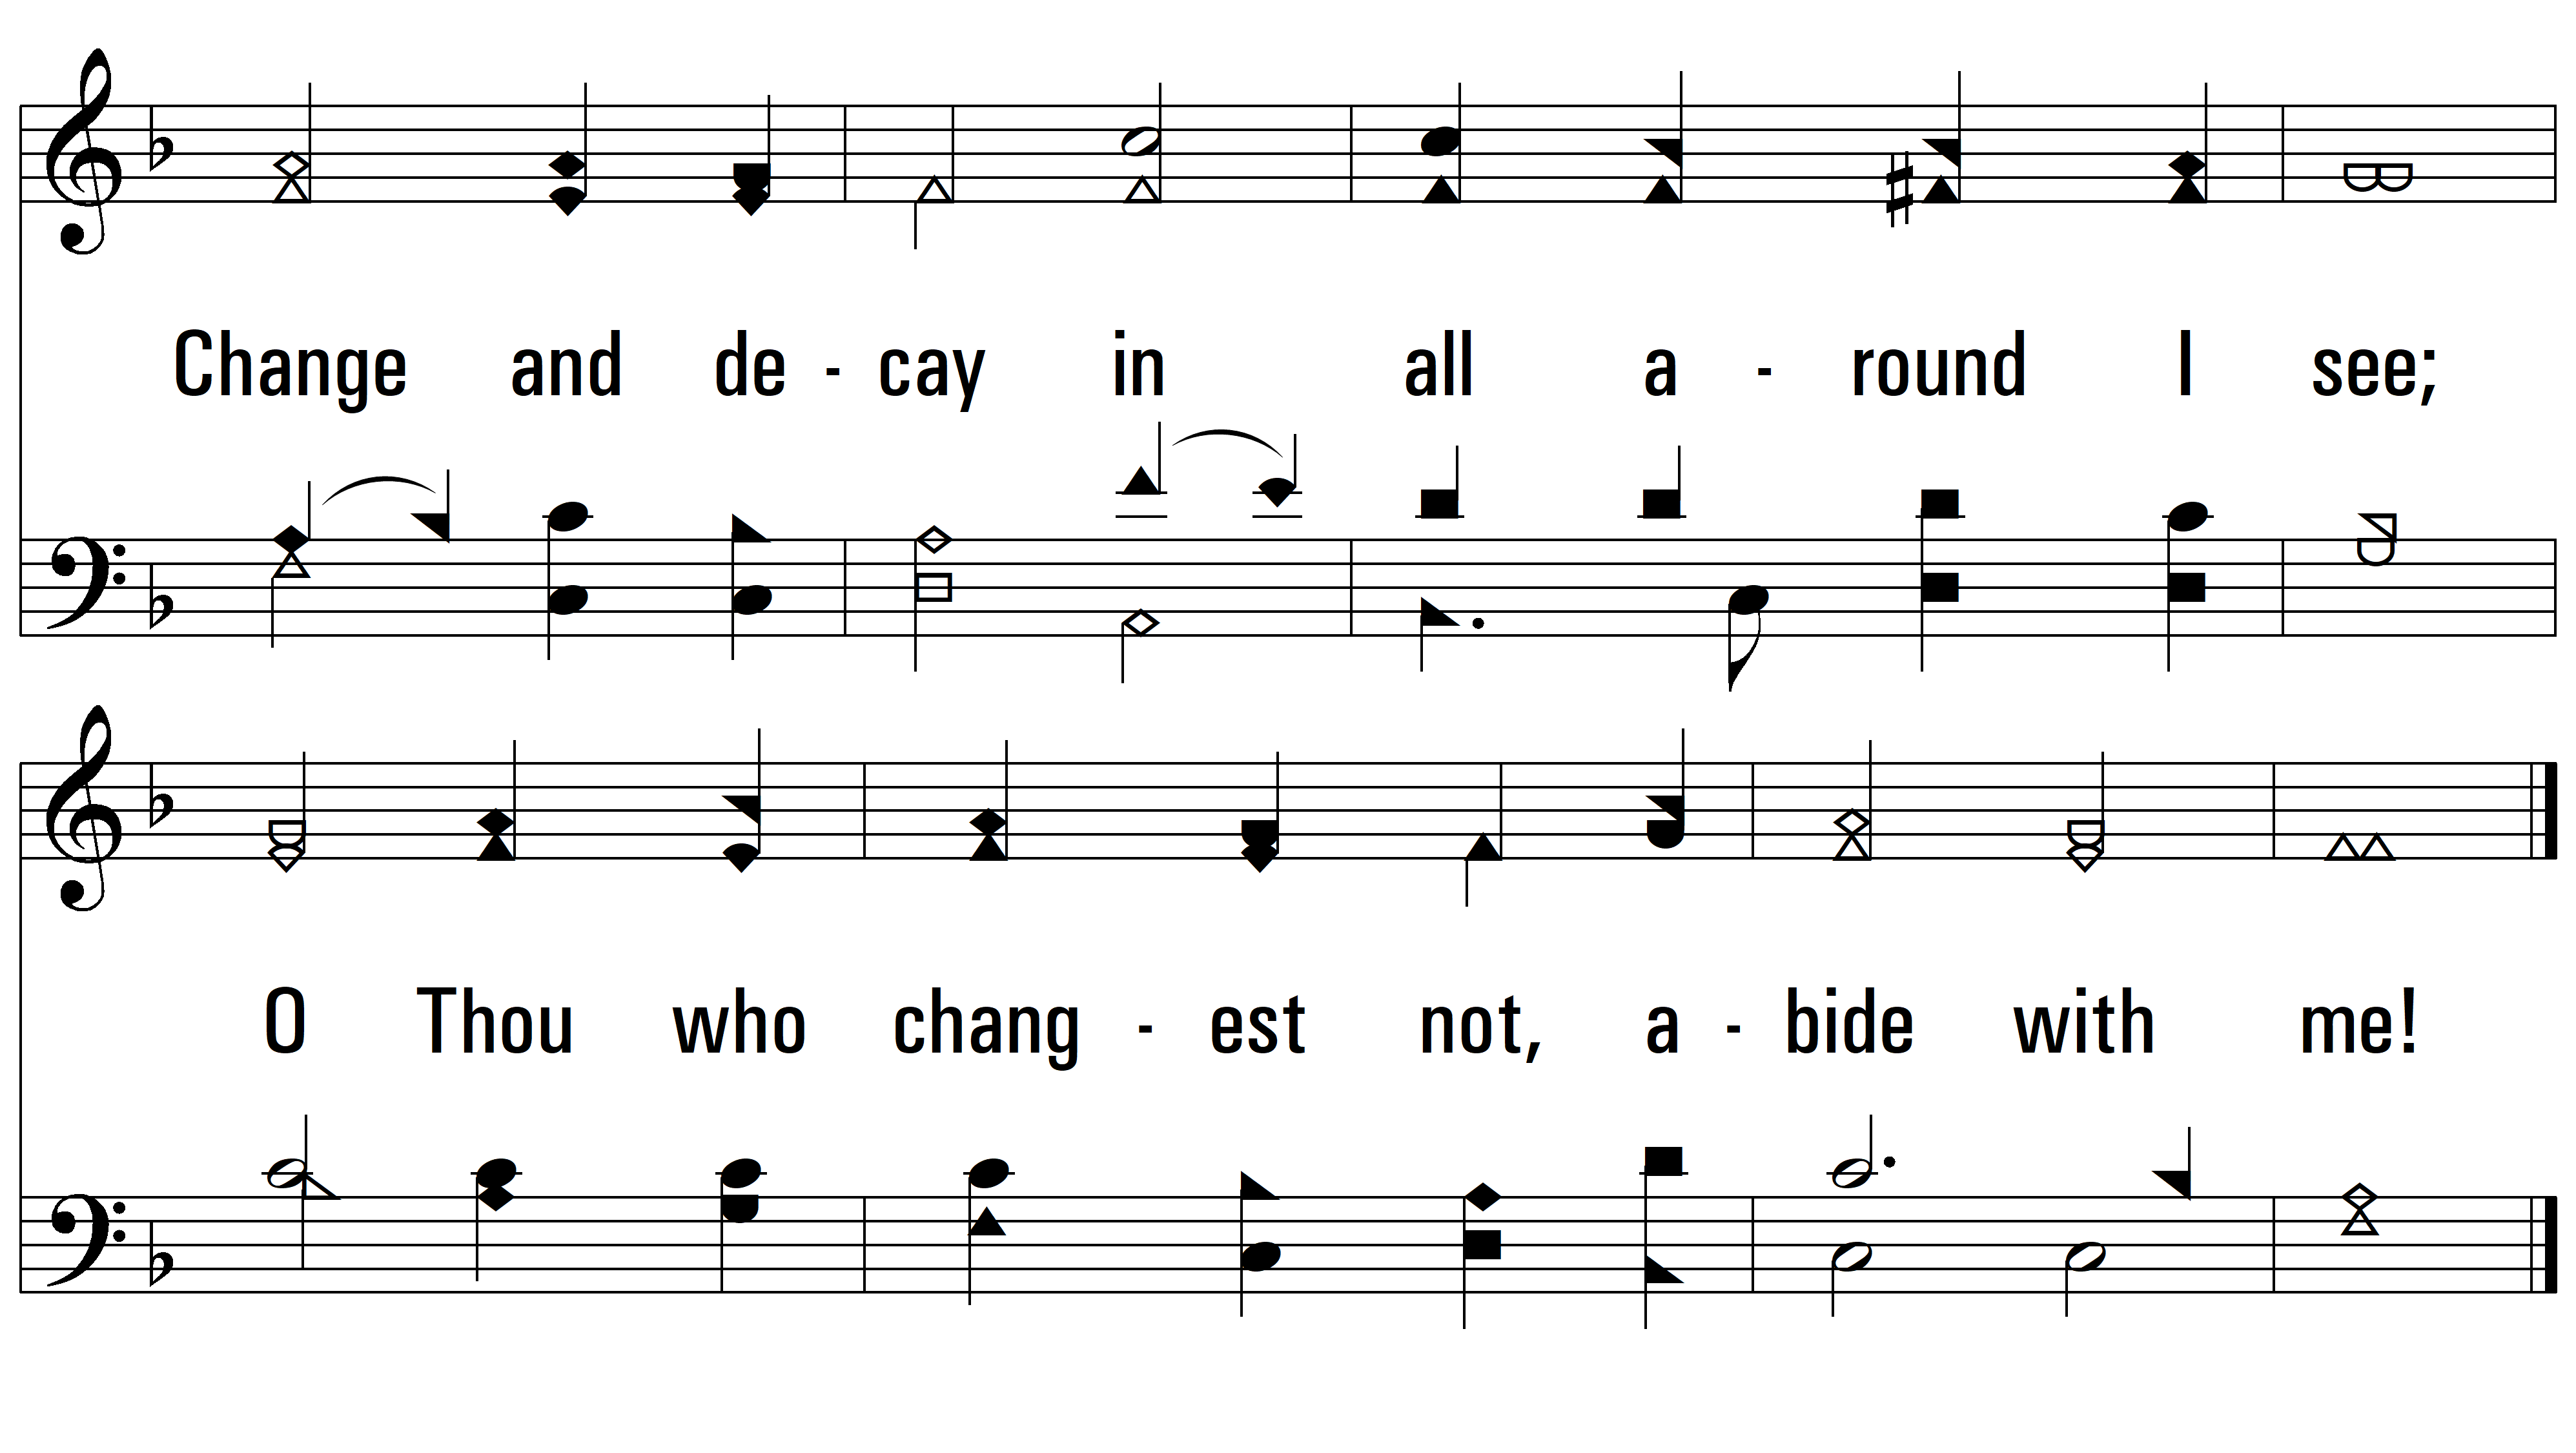 Change and de - cay in all a - round I see;
O Thou who chang - est not, a - bide with me!